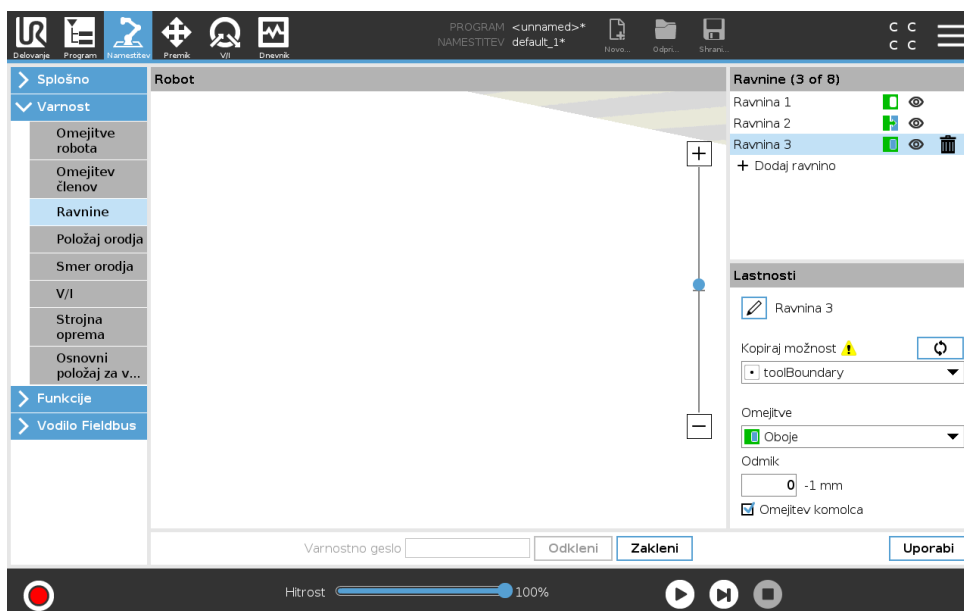 PROGRAM <unnamed>*
NAMESTITEV default_1*
UR
Delovanje
Program
Namestitev
Premik
V/I
Dnevnik
Novo...
Odpri...
Shrani...
C C
C C
Splošno
Varnost
Omejitve
robota
Omejitev
členov
Ravnine
Položaj orodja
Smer orodja
V/I
Strojna
oprema
Osnovni
položaj za v...
Funkcije
Vodilo Fieldbus
Robot
Ravnine (3 of 8)
Ravnina 1
Ravnina 2
Ravnina 3
+ Dodaj ravnino
Lastnosti
Ravnina 3
Kopiraj možnost
toolBoundary
Omejitve
Oboje
Odmik
0 -1 mm
Omejitev komolca
Varnostno geslo
Odkleni
Zakleni
Uporabi
Hitrost
100%